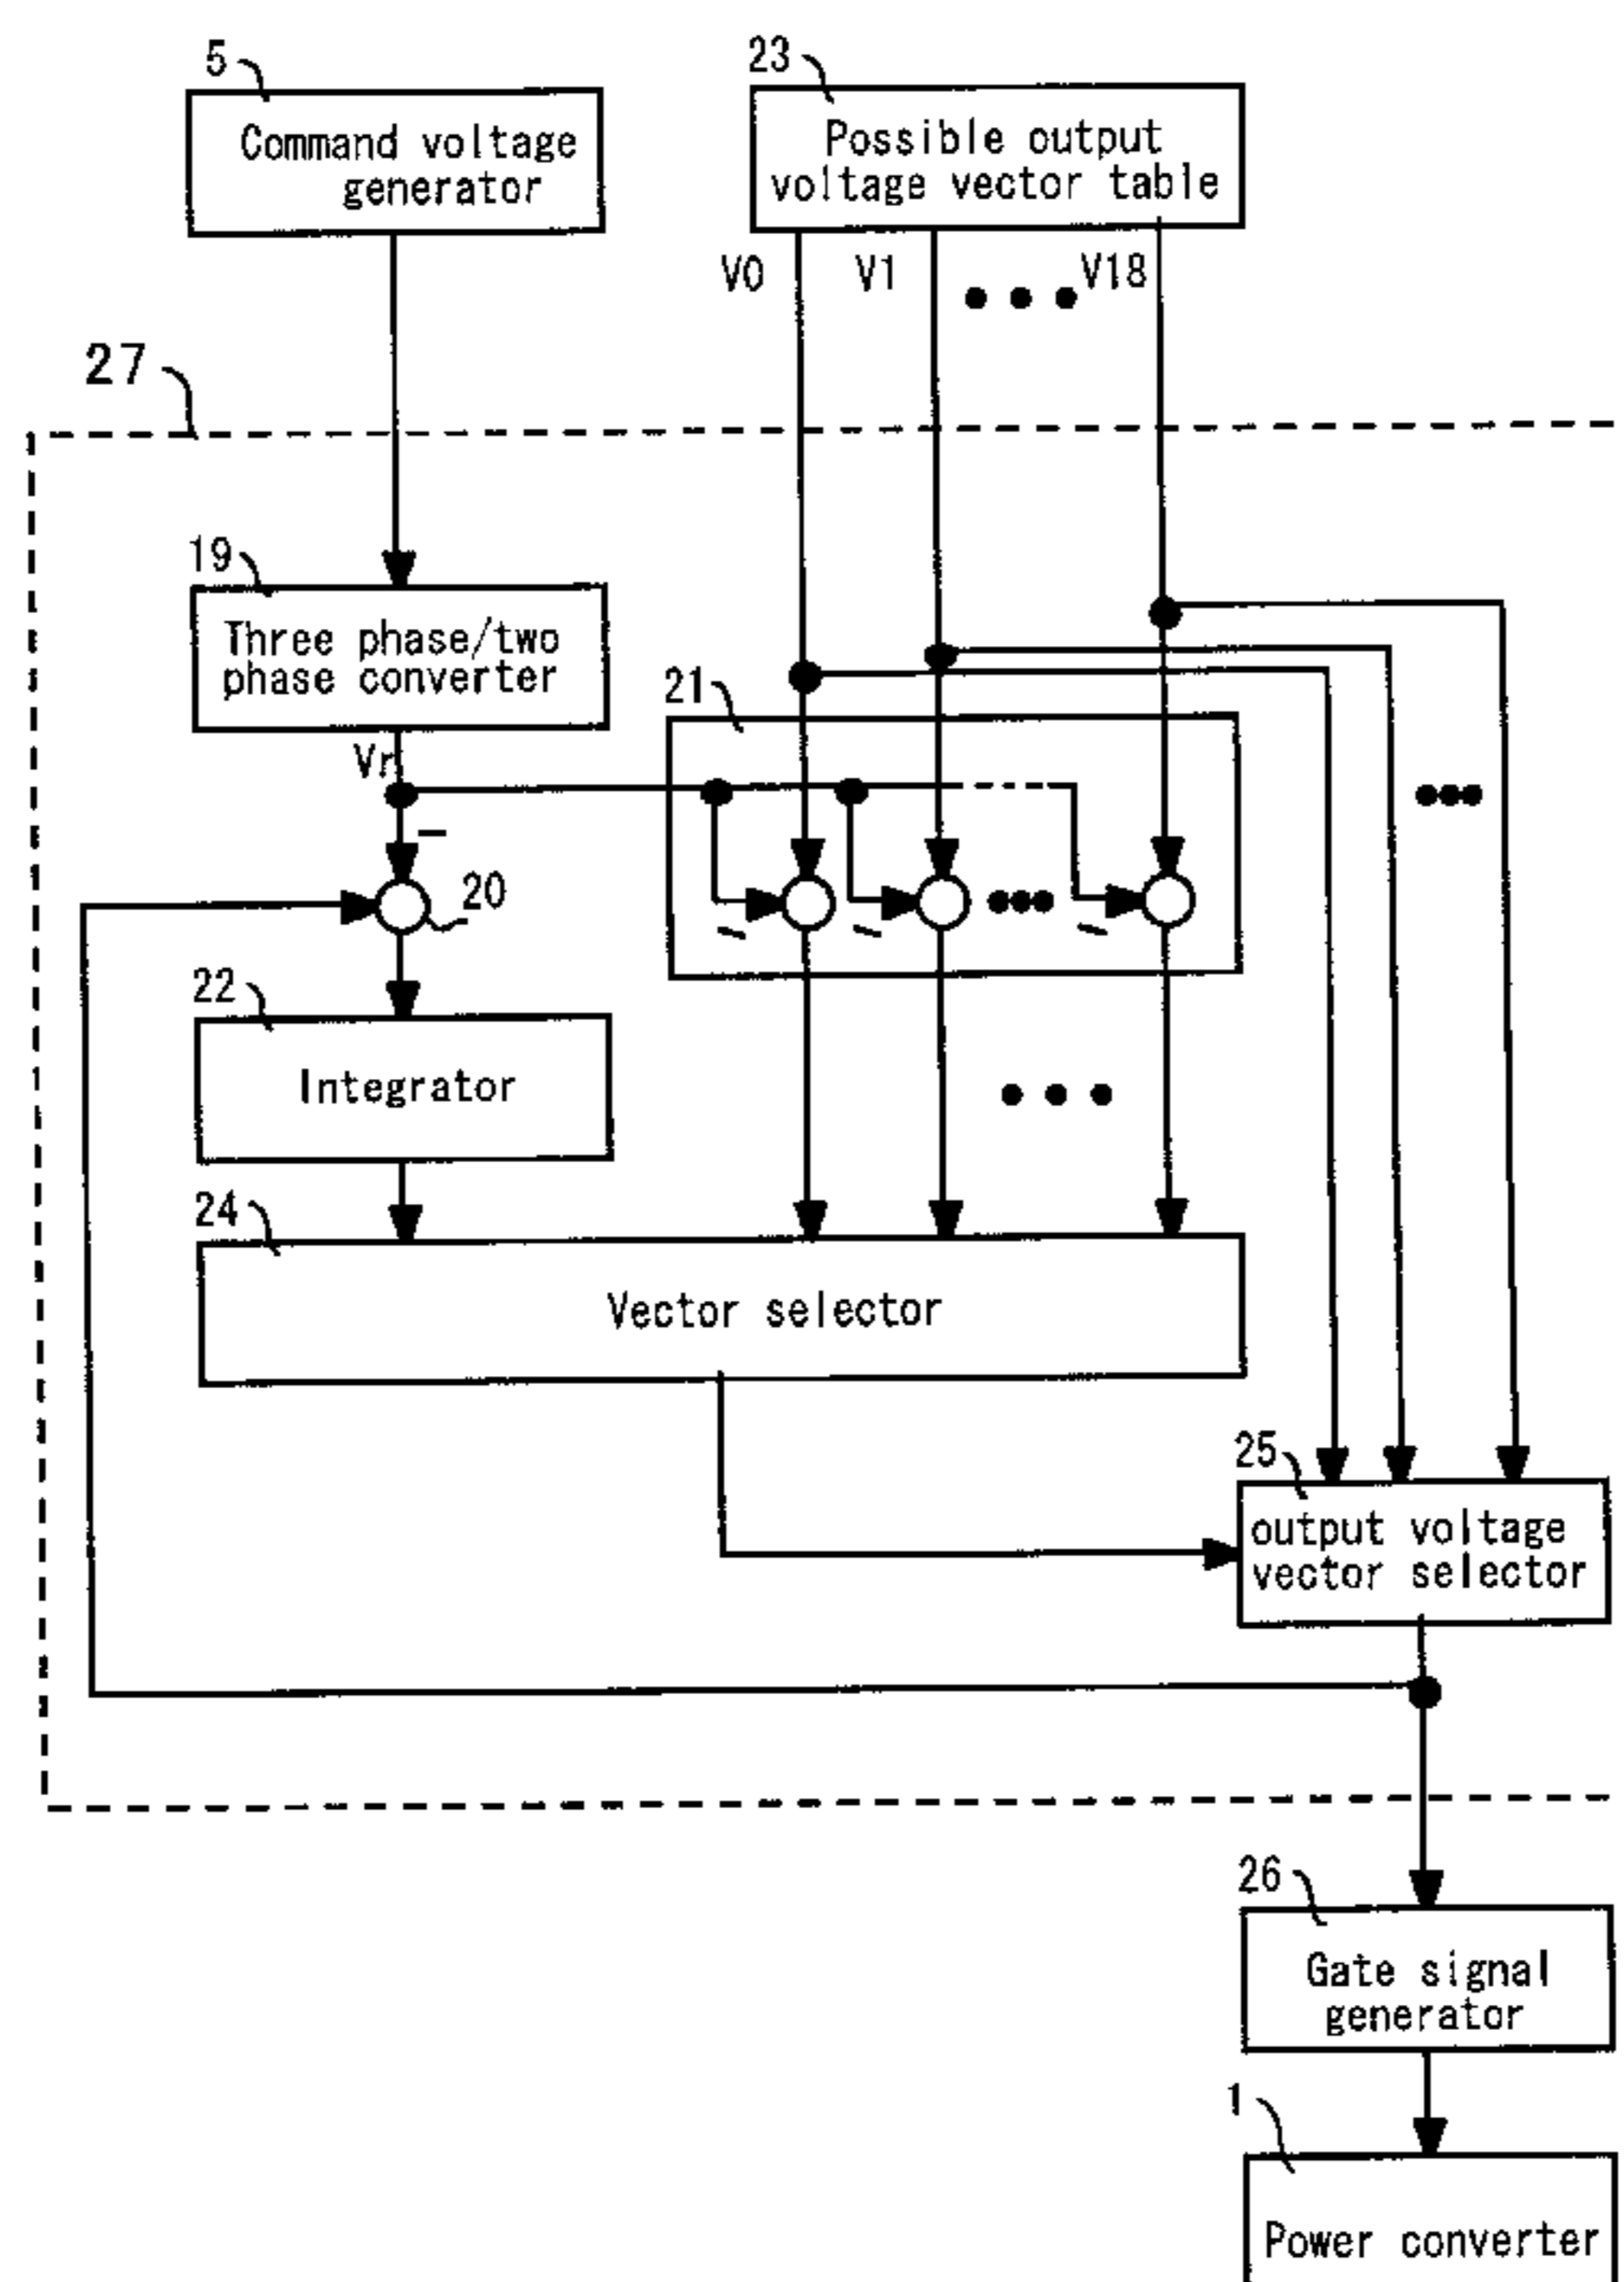 5
Command voltage
generator
23
Possible output
voltage vector table
V0
V1
V18
27
19
Three phase/two
phase converter
21
Vr
−
20
22
Integrator
24
Vector selector
25
output voltage
vector selector
26
Gate signal
generator
1
Power converter